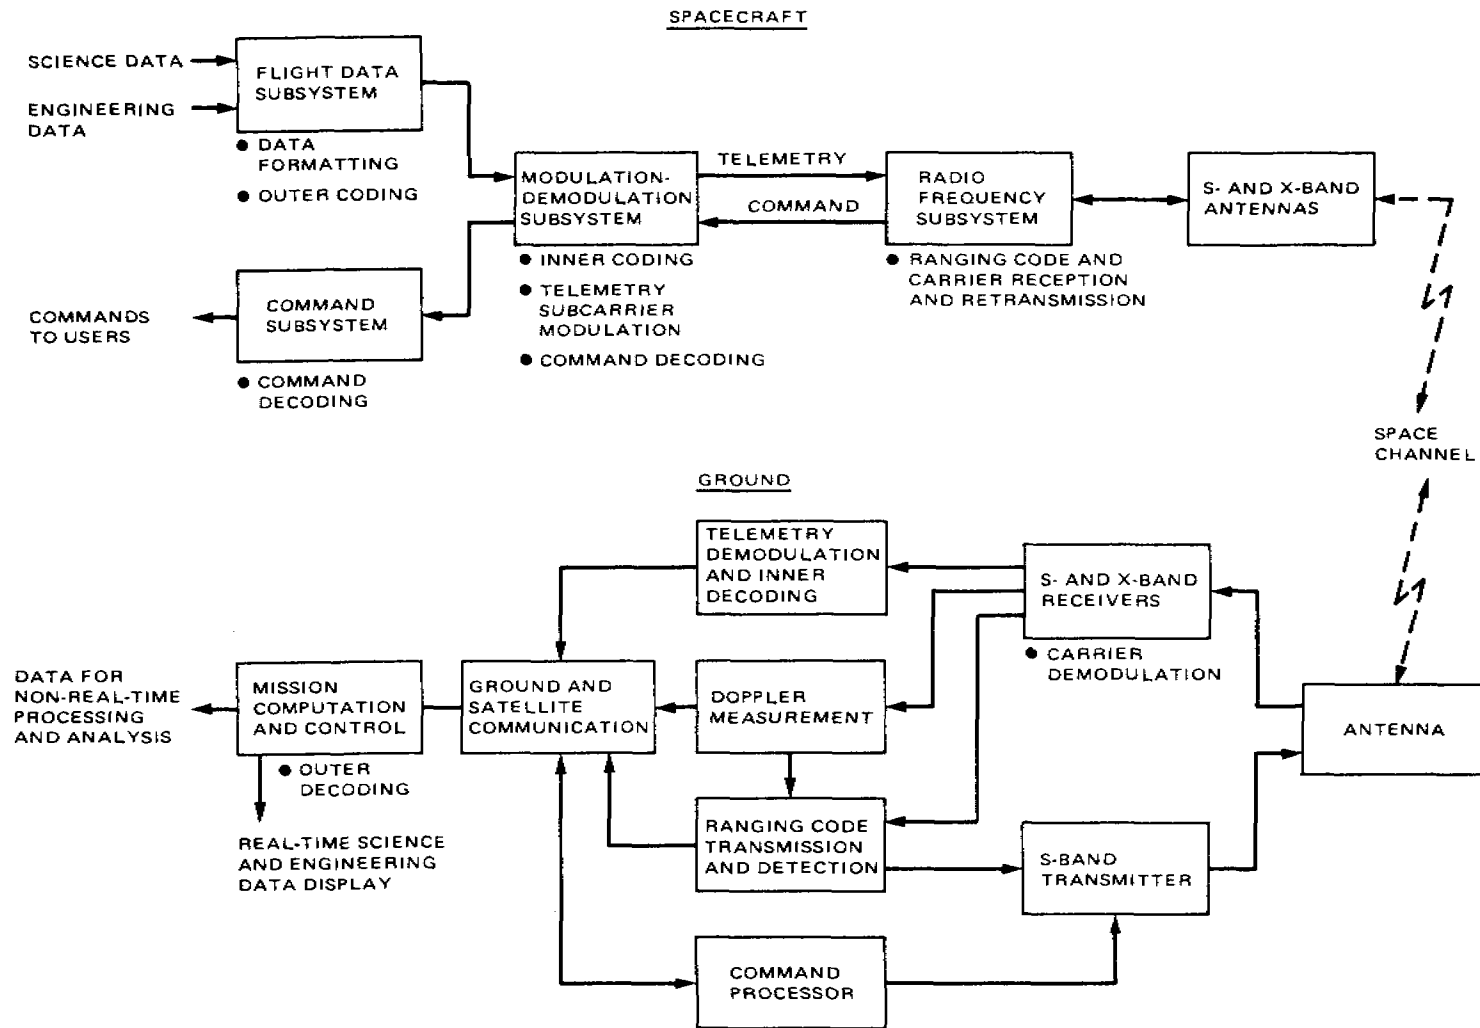 SPACECRAFT
SCIENCE DATA
ENGINEERING
DATA
FLIGHT DATA
SUBSYSTEM
● DATA
FORMATTING
● OUTER CODING
MODULATION-
DEMODULATION
SUBSYSTEM
● INNER CODING
● TELEMETRY
SUBCARRIER
MODULATION
● COMMAND DECODING
TELEMETRY
COMMAND
RADIO
FREQUENCY
SUBSYSTEM
● RANGING CODE AND
CARRIER RECEPTION
AND RETRANSMISSION
S- AND X-BAND
ANTENNAS
COMMANDS
TO USERS
COMMAND
SUBSYSTEM
● COMMAND
DECODING
SPACE
CHANNEL
GROUND
TELEMETRY
DEMODULATION
AND INNER
DECODING
S- AND X-BAND
RECEIVERS
● CARRIER
DEMODULATION
DATA FOR
NON-REAL-TIME
PROCESSING
AND ANALYSIS
MISSION
COMPUTATION
AND CONTROL
● OUTER
DECODING
GROUND AND
SATELLITE
COMMUNICATION
DOPPLER
MEASUREMENT
ANTENNA
REAL-TIME SCIENCE
AND ENGINEERING
DATA DISPLAY
RANGING CODE
TRANSMISSION
AND DETECTION
S-BAND
TRANSMITTER
COMMAND
PROCESSOR